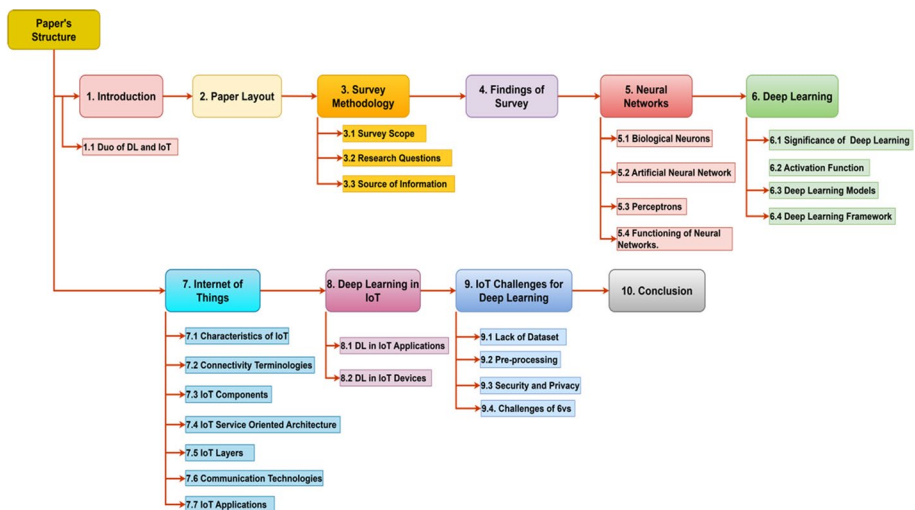 Paper's
Structure
1. Introduction
2. Paper Layout
3. Survey
Methodology
4. Findings of
Survey
5. Neural
Networks
6. Deep Learning
1.1 Duo of DL and IoT
3.1 Survey Scope
3.2 Research Questions
3.3 Source of Information
5.1 Biological Neurons
5.2 Artificial Neural Network
5.3 Perceptrons
5.4 Functioning of Neural
Networks.
6.1 Significance of Deep Learning
6.2 Activation Function
6.3 Deep Learning Models
6.4 Deep Learning Framework
7. Internet of
Things
8. Deep Learning in
IoT
9. IoT Challenges for
Deep Learning
10. Conclusion
7.1 Characteristics of IoT
7.2 Connectivity Terminologies
7.3 IoT Components
7.4 IoT Service Oriented Architecture
7.5 IoT Layers
7.6 Communication Technologies
7.7 IoT Applications
8.1 DL in IoT Applications
8.2 DL in IoT Devices
9.1 Lack of Dataset
9.2 Pre-processing
9.3 Security and Privacy
9.4. Challenges of 6vs